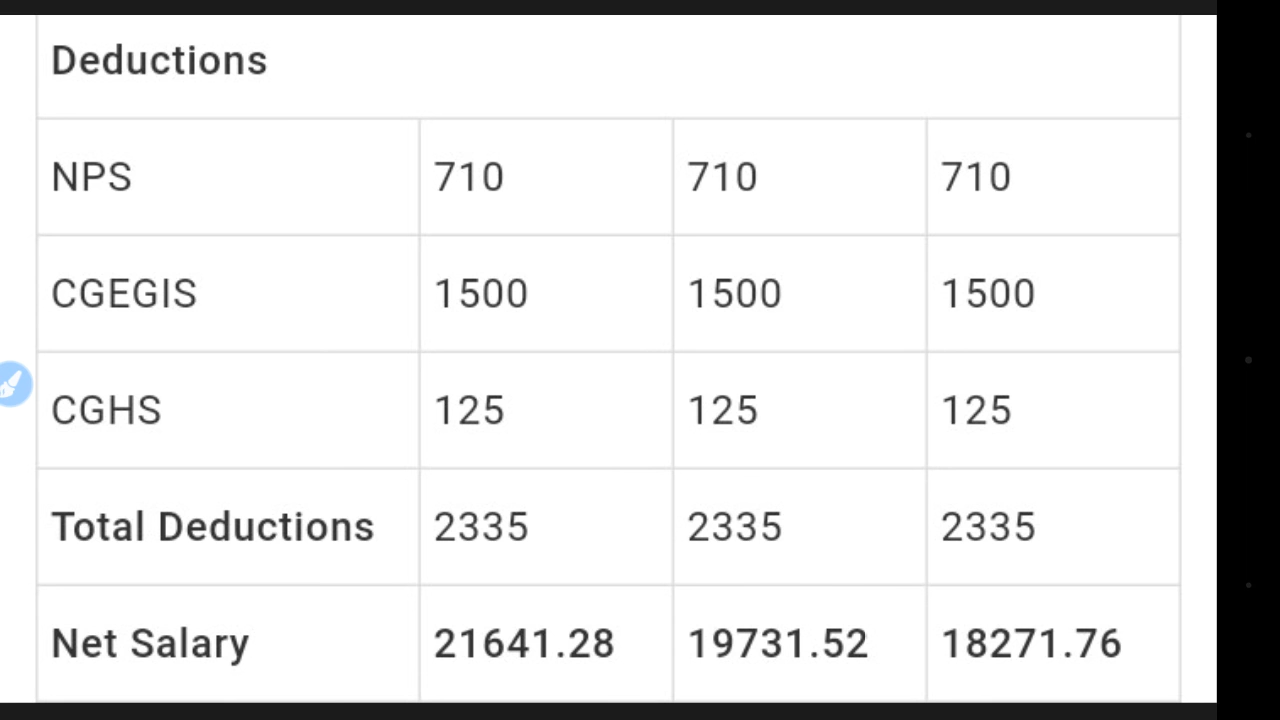 Deductions
NPS 710 710 710
CGEGIS 1500 1500 1500
CGHS 125 125 125
Total Deductions 2335 2335 2335
Net Salary 21641.28 19731.52 18271.76